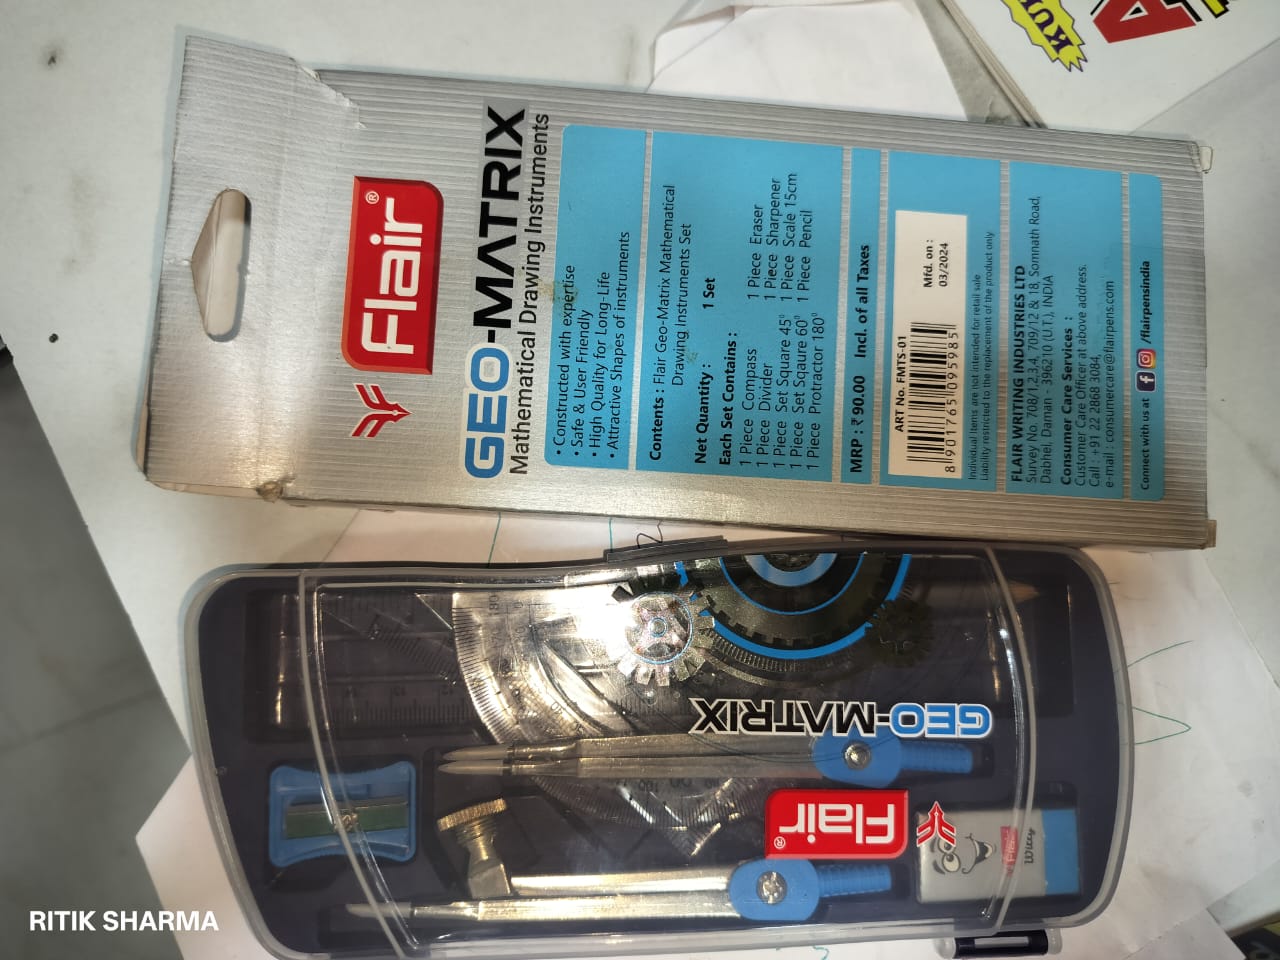 Flair®
GEO-MATRIX
Mathematical Drawing Instruments
• Constructed with expertise
• Safe & User Friendly
• High Quality for Long-Life
• Attractive Shapes of instruments
Contents : Flair Geo-Matrix Mathematical
Drawing Instruments Set
Net Quantity : 1 Set
Each Set Contains :
1 Piece Compass 1 Piece Eraser
1 Piece Divider 1 Piece Sharpener
1 Piece Set Square 45° 1 Piece Scale 15cm
1 Piece Set Sqaure 60° 1 Piece Pencil
1 Piece Protractor 180°
MRP : ₹ 90.00 Incl. of all Taxes
ART No. FMTS-01
8 901765 095985
Mfd. on :
03/2024
Individual items are not intended for retail sale
Liability restricted to the replacement of the product only
FLAIR WRITING INDUSTRIES LTD
Survey No. 708/1,2,3,4, 709/12 & 18, Somnath Road,
Dabhel, Daman - 396210 (U.T.), INDIA
Consumer Care Services :
Customer Care Officer at above address.
Call : +91 22 2868 3084,
e-mail : consumercare@flairpens.com
Connect with us at /flairpensindia
GEO-MATRIX
Flair®
Flair
Wizzy
RITIK SHARMA